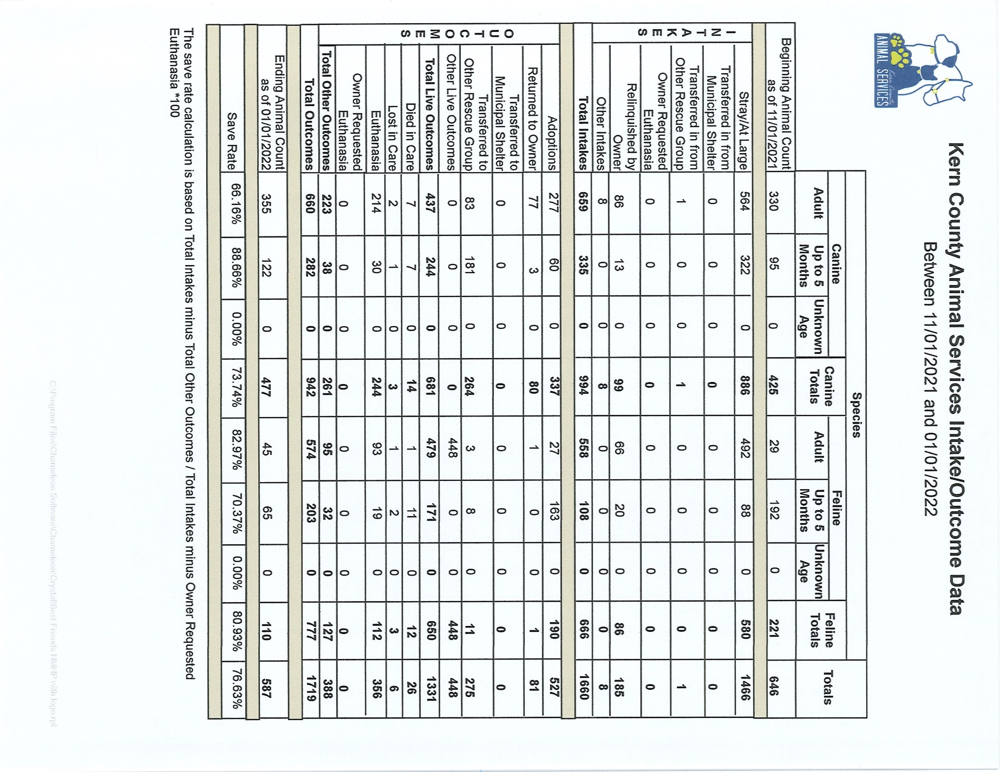 Kern County
ANIMAL SERVICES
Kern County Animal Services Intake/Outcome Data
Between 11/01/2021 and 01/01/2022
Species
Canine Canine Totals Feline Feline Totals Totals
Adult Up to 5 Months Unknown Age Adult Up to 5 Months Unknown Age
Beginning Animal Count as of 11/01/2021 330 95 0 425 29 192 0 221 646
INTAKES
Stray/At Large 564 322 0 886 492 88 0 580 1466
Transferred in from Municipal Shelter 0 0 0 0 0 0 0 0 0
Transferred in from Other Rescue Group 1 0 0 1 0 0 0 0 1
Owner Requested Euthanasia 0 0 0 0 0 0 0 0 0
Relinquished by Owner 86 13 0 99 66 20 0 86 185
Other Intakes 8 0 0 8 0 0 0 0 8
Total Intakes 659 335 0 994 558 108 0 666 1660
OUTCOMES
Adoptions 277 60 0 337 27 163 0 190 527
Returned to Owner 77 3 0 80 1 0 0 1 81
Transferred to Municipal Shelter 0 0 0 0 0 0 0 0 0
Transferred to Other Rescue Group 83 181 0 264 3 8 0 11 275
Other Live Outcomes 0 0 0 0 448 0 0 448 448
Total Live Outcomes 437 244 0 681 479 171 0 650 1331
Died in Care 7 7 0 14 1 11 0 12 26
Lost in Care 2 1 0 3 1 2 0 3 6
Euthanasia 214 30 0 244 93 19 0 112 356
Owner Requested Euthanasia 0 0 0 0 0 0 0 0 0
Total Other Outcomes 223 38 0 261 95 32 0 127 388
Total Outcomes 660 282 0 942 574 203 0 777 1719
Ending Animal Count as of 01/01/2022 355 122 0 477 45 65 0 110 587
Save Rate 66.16% 88.66% 0.00% 73.74% 82.97% 70.37% 0.00% 80.93% 76.63%
The save rate calculation is based on Total Intakes minus Total Other Outcomes / Total Intakes minus Owner Requested
Euthanasia *100
C:\Program Files\Chameleon Software\Chameleon\Crystal\Best Friends NMHP with logo.rpt